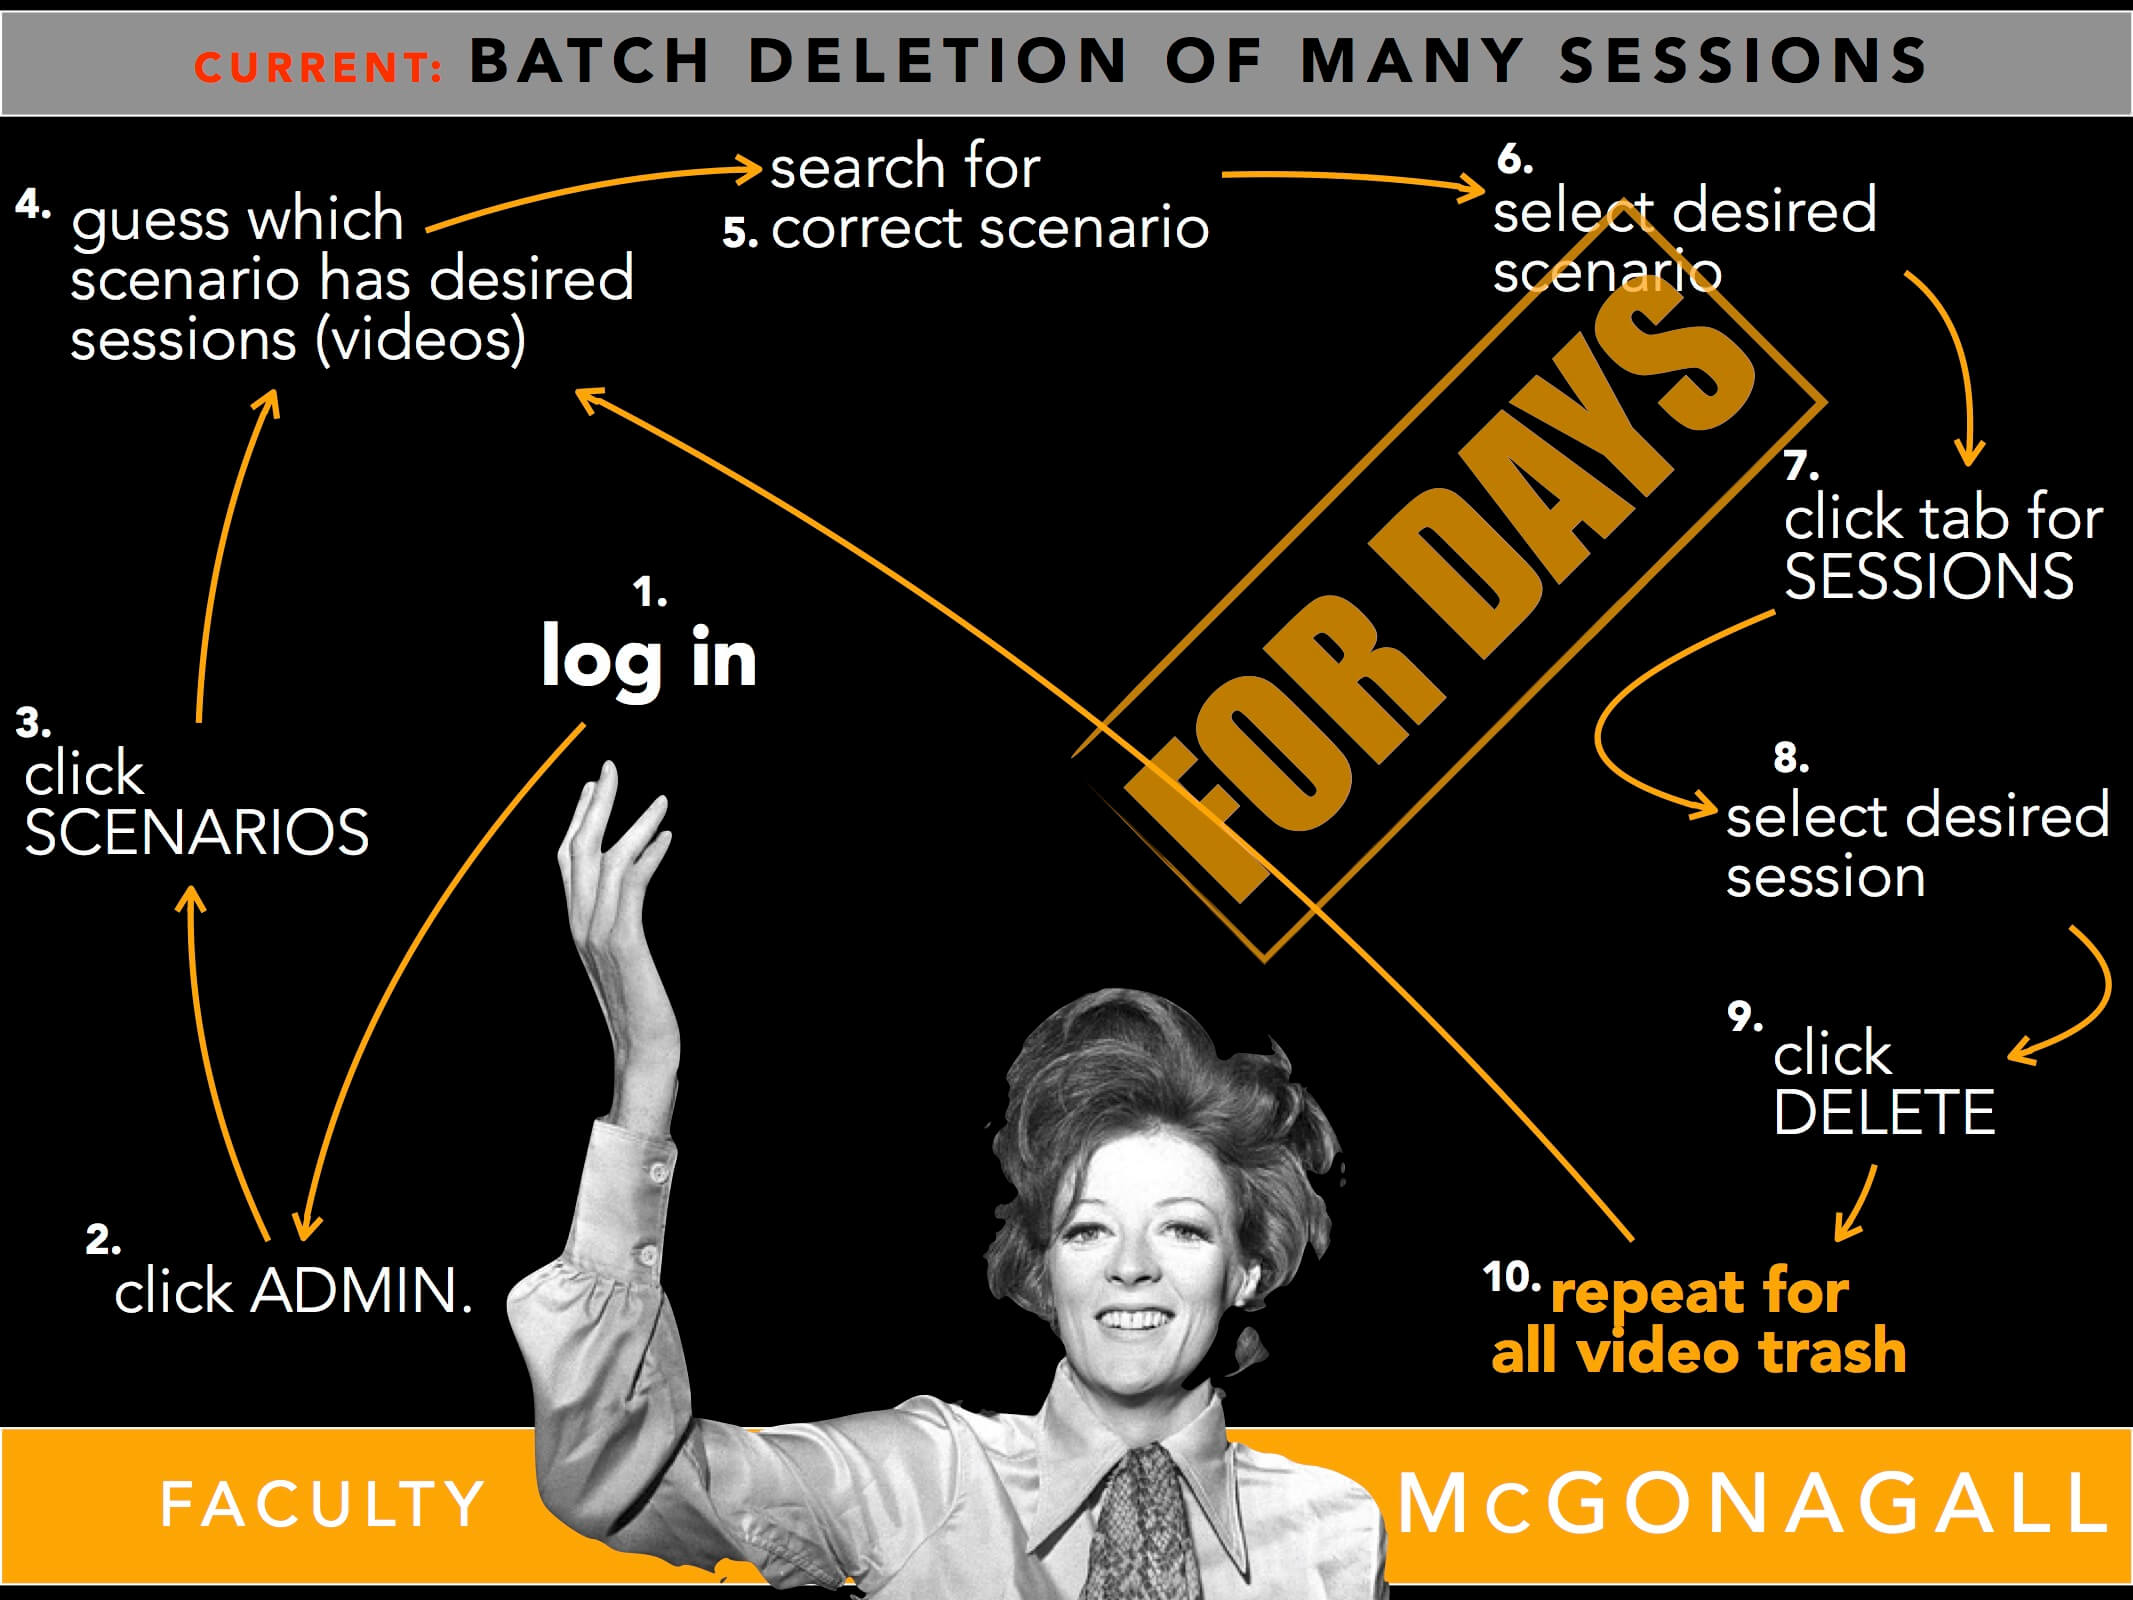 CURRENT: BATCH DELETION OF MANY SESSIONS
1.
log in
2.
click ADMIN.
3.
click
SCENARIOS
4. guess which
scenario has desired
sessions (videos)
search for
5. correct scenario
6.
select desired
scenario
7.
click tab for
SESSIONS
8.
select desired
session
9.
click
DELETE
10. repeat for
all video trash
FOR DAYS
FACULTY
McGONAGALL